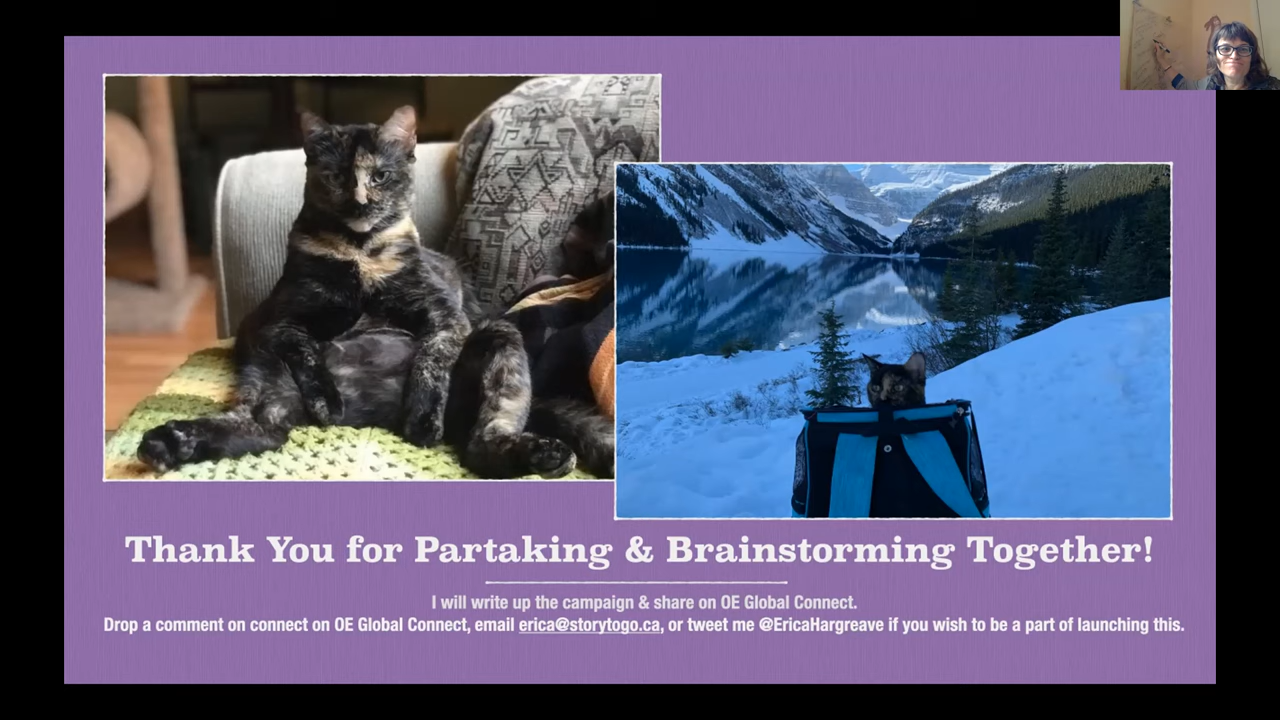 Thank You for Partaking & Brainstorming Together!
I will write up the campaign & share on OE Global Connect.
Drop a comment on connect on OE Global Connect, email erica@storytogo.ca, or tweet me @EricaHargreave if you wish to be a part of launching this.